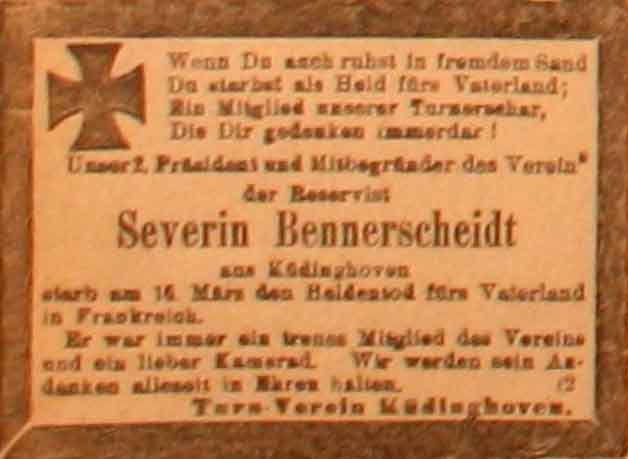 Wenn Du auch ruhst in fremdem Sand
Du starbst als Held fürs Vaterland;
Ein Mitglied unserer Turnerschar,
Die Dir gedenken immerdar!
Unser 2. Präsident und Mitbegründer des Vereins
der Reservist
Severin Bennerscheidt
aus Küdinghoven
starb am 16. März den Heldentod fürs Vaterland
in Frankreich.
Er war immer ein treues Mitglied des Vereins
und ein lieber Kamerad. Wir werden sein An-
denken allezeit in Ehren halten. (2
Turn-Verein Küdinghoven.